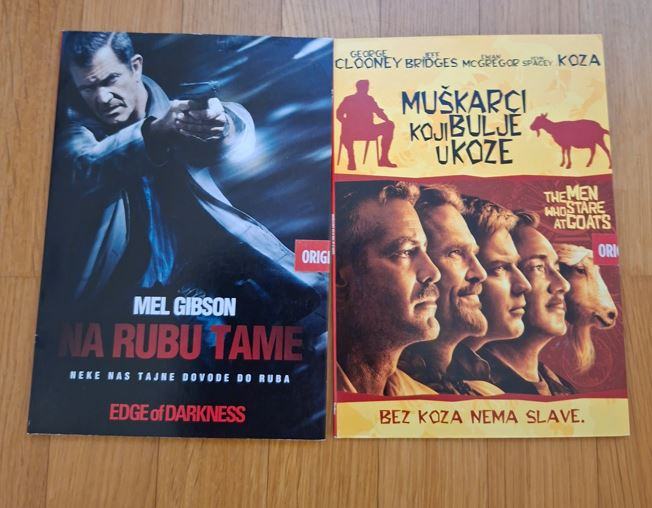 ORIGI
MEL GIBSON
NA RUBU TAME
NEKE NAS TAJNE DOVODE DO RUBA
EDGE of DARKNESS
GEORGE CLOONEY
JEFF BRIDGES
EWAN MCGREGOR
KEVIN SPACEY
KOZA
MUŠKARCI
KOJI BULJE
U KOZE
THE MEN
WHO STARE
AT GOATS
ORI
BEZ KOZA NEMA SLAVE.